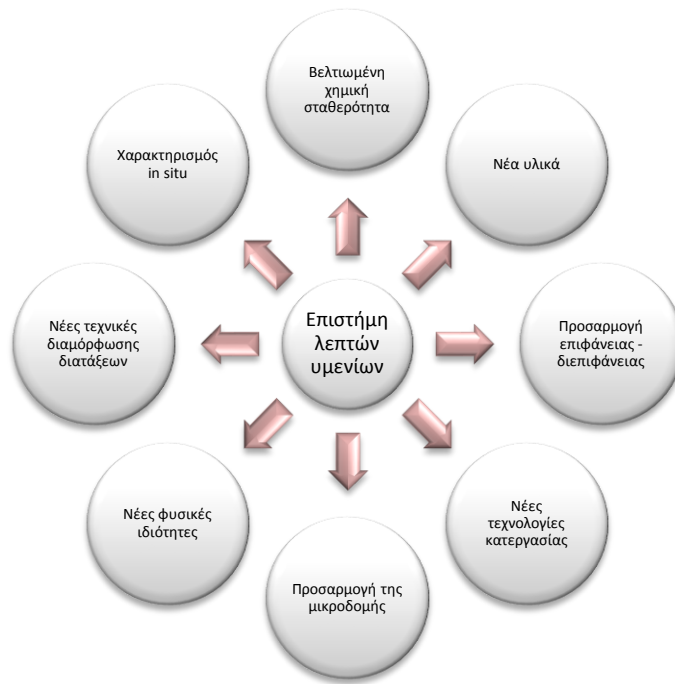 Βελτιωμένη
χημική
σταθερότητα
Νέα υλικά
Προσαρμογή
επιφάνειας -
διεπιφάνειας
Νέες
τεχνολογίες
κατεργασίας
Προσαρμογή της
μικροδομής
Νέες φυσικές
ιδιότητες
Νέες τεχνικές
διαμόρφωσης
διατάξεων
Χαρακτηρισμός
in situ
Επιστήμη
λεπτών
υμενίων